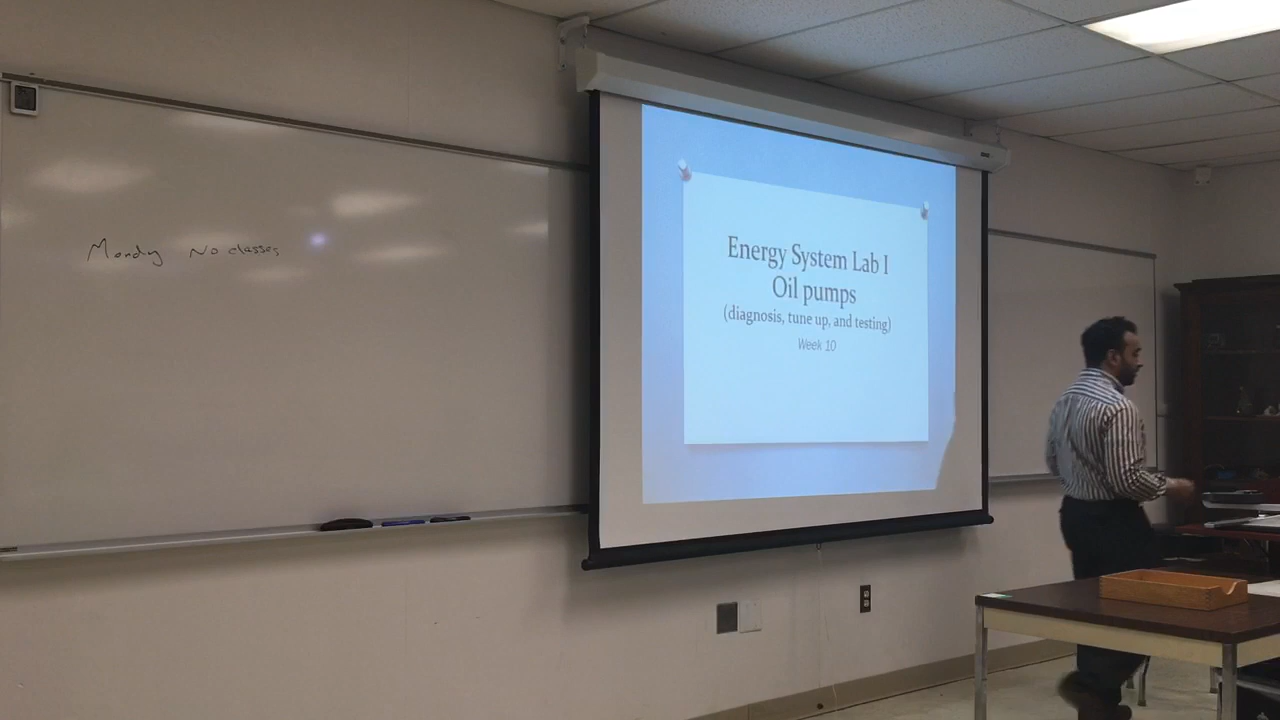 Monday No classes
Energy System Lab I
Oil pumps
(diagnosis, tune up, and testing)
Week 10